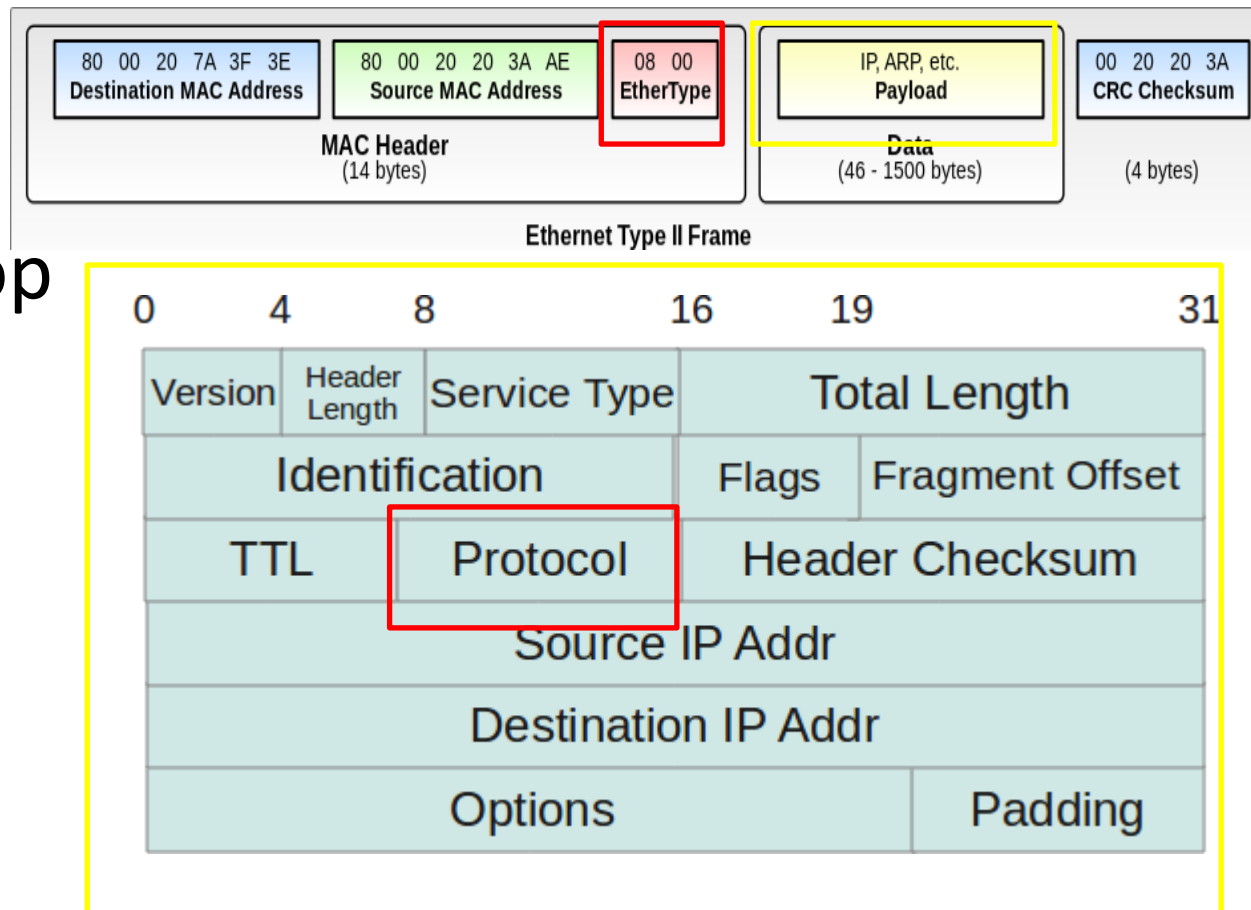 80 00 20 7A 3F 3E
Destination MAC Address
80 00 20 20 3A AE
Source MAC Address
08 00
EtherType
IP, ARP, etc.
Payload
00 20 20 3A
CRC Checksum
MAC Header
(14 bytes)
Data
(46 - 1500 bytes)
(4 bytes)
Ethernet Type II Frame
op
0 4 8 16 19 31
Version
Header
Length
Service Type
Total Length
Identification
Flags
Fragment Offset
TTL
Protocol
Header Checksum
Source IP Addr
Destination IP Addr
Options
Padding